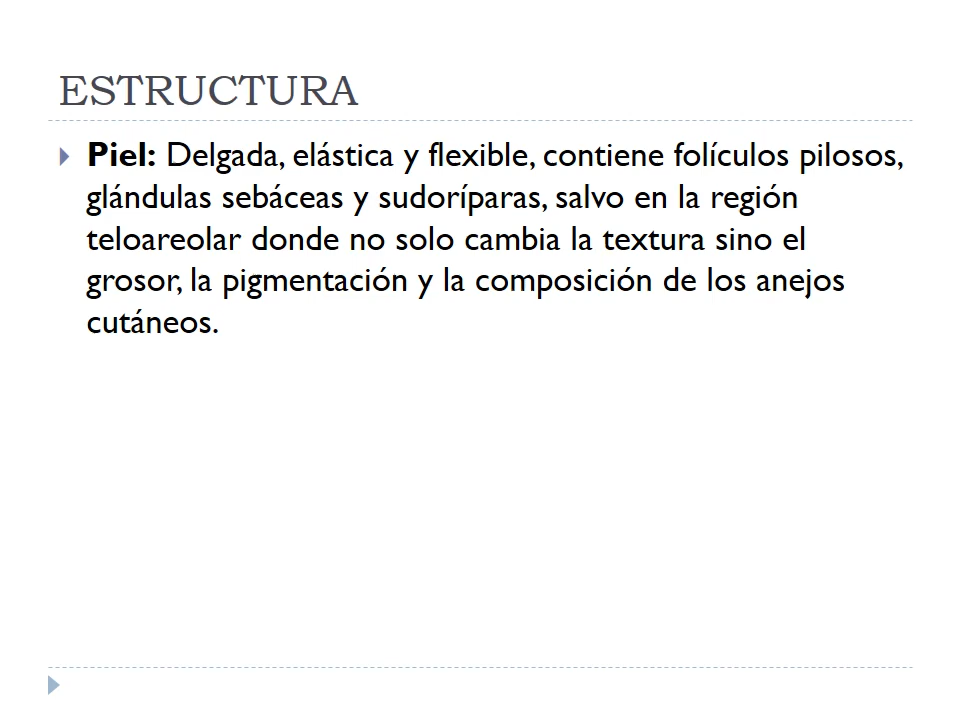 ESTRUCTURA
Piel: Delgada, elástica y flexible, contiene folículos pilosos,
glándulas sebáceas y sudoríparas, salvo en la región
teloareolar donde no solo cambia la textura sino el
grosor, la pigmentación y la composición de los anejos
cutáneos.